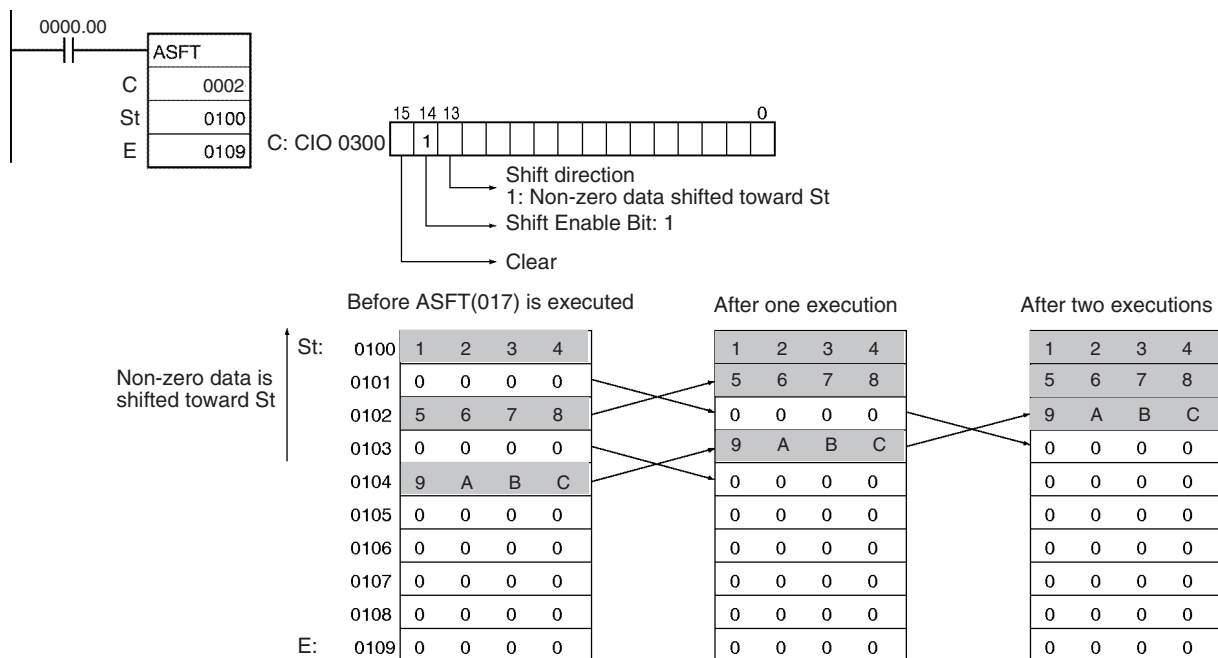 0000.00
ASFT
C 0002
St 0100
E 0109
15 14 13 0
C: CIO 0300 1
Shift direction
1: Non-zero data shifted toward St
Shift Enable Bit: 1
Clear
Before ASFT(017) is executed After one execution After two executions
St: 0100 1 2 3 4 1 2 3 4 1 2 3 4
Non-zero data is
shifted toward St
0101 0 0 0 0 5 6 7 8 5 6 7 8
0102 5 6 7 8 0 0 0 0 9 A B C
0103 0 0 0 0 9 A B C 0 0 0 0
0104 9 A B C 0 0 0 0 0 0 0 0
0105 0 0 0 0 0 0 0 0 0 0 0 0
0106 0 0 0 0 0 0 0 0 0 0 0 0
0107 0 0 0 0 0 0 0 0 0 0 0 0
0108 0 0 0 0 0 0 0 0 0 0 0 0
E: 0109 0 0 0 0 0 0 0 0 0 0 0 0